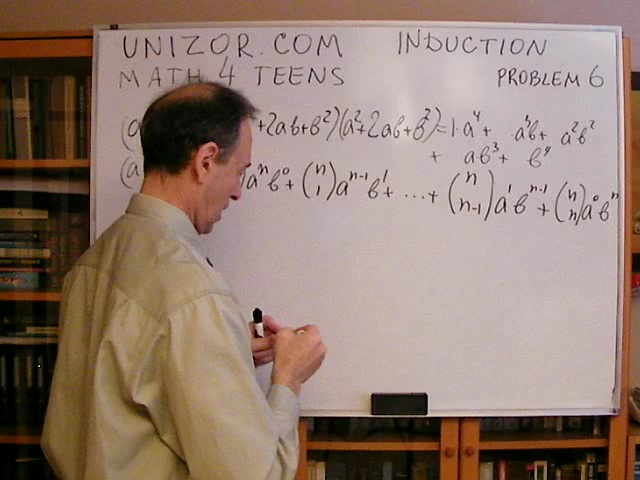 UNIZOR.COM INDUCTION
MATH 4 TEENS PROBLEM 6
(a +2ab+b²)(a²+2ab+b²)=1·a⁴+ a³b+ a²b²
+ ab³+ b⁴
(a aⁿb⁰+(n 1)aⁿ⁻¹b¹+...+(n n-1)a¹bⁿ⁻¹+(n n)a⁰bⁿ